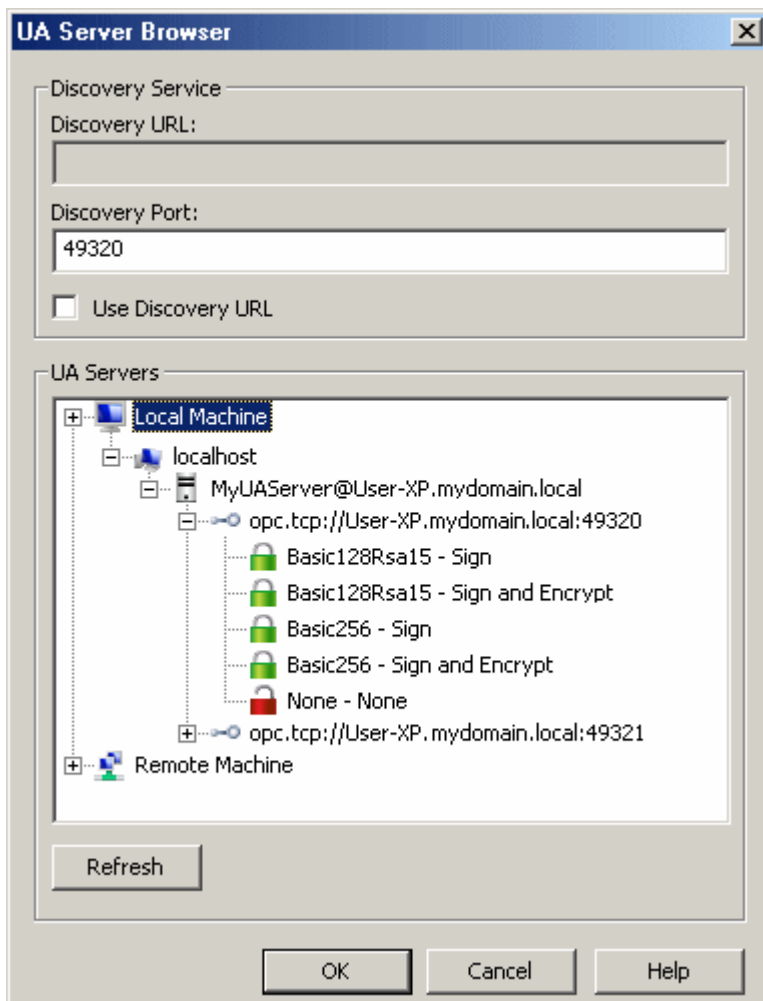 UA Server Browser
Discovery Service
Discovery URL:
Discovery Port:
49320
Use Discovery URL
UA Servers
Local Machine
localhost
MyUAServer@User-XP.mydomain.local
opc.tcp://User-XP.mydomain.local:49320
Basic128Rsa15 - Sign
Basic128Rsa15 - Sign and Encrypt
Basic256 - Sign
Basic256 - Sign and Encrypt
None - None
opc.tcp://User-XP.mydomain.local:49321
Remote Machine
Refresh
OK Cancel Help